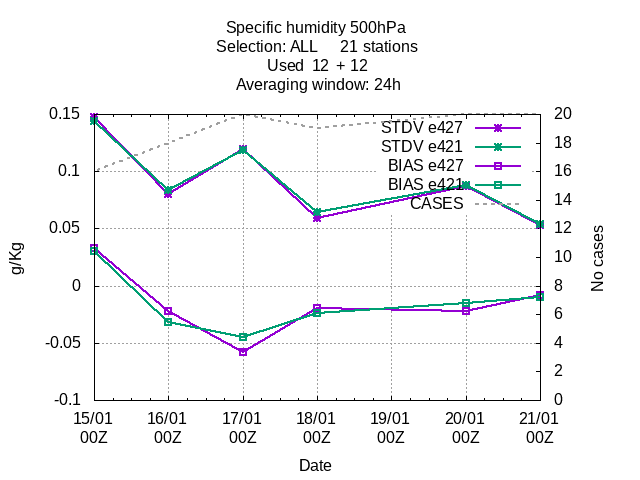 Specific humidity 500hPa
Selection: ALL 21 stations
Used 12 + 12
Averaging window: 24h
STDV e427
STDV e421
BIAS e427
BIAS e421
CASES
0.15
0.1
0.05
0
-0.05
-0.1
g/Kg
20
18
16
14
12
10
8
6
4
2
0
No cases
15/01 16/01 17/01 18/01 19/01 20/01 21/01
00Z 00Z 00Z 00Z 00Z 00Z 00Z
Date